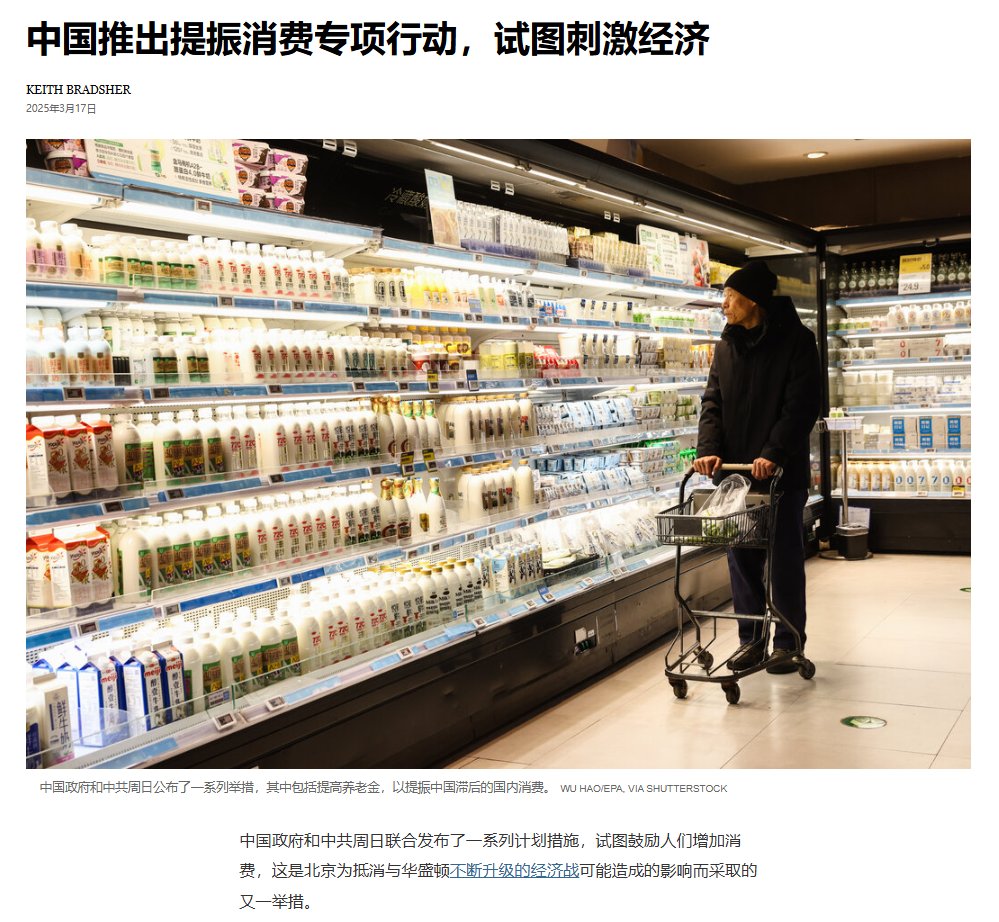 中国推出提振消费专项行动，试图刺激经济
KEITH BRADSHER
2025年3月17日
24.9
meiji
中国政府和中共周日公布了一系列举措，其中包括提高养老金，以提振中国滞后的国内消费。 WU HAO/EPA, VIA SHUTTERSTOCK
中国政府和中共周日联合发布了一系列计划措施，试图鼓励人们增加消
费，这是北京为抵消与华盛顿不断升级的经济战可能造成的影响而采取的
又一举措。